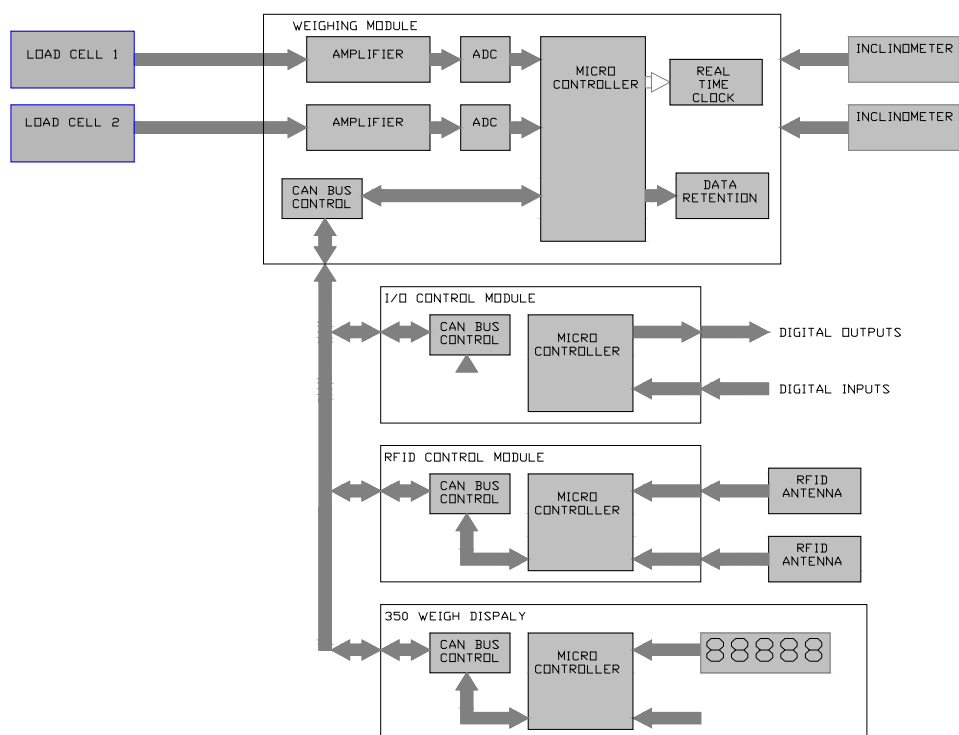 WEIGHING MODULE
LOAD CELL 1
AMPLIFIER
ADC
MICRO
CONTROLLER
REAL
TIME
CLOCK
INCLINOMETER
LOAD CELL 2
AMPLIFIER
ADC
INCLINOMETER
CAN BUS
CONTROL
DATA
RETENTION
I/O CONTROL MODULE
CAN BUS
CONTROL
MICRO
CONTROLLER
DIGITAL OUTPUTS
DIGITAL INPUTS
RFID CONTROL MODULE
CAN BUS
CONTROL
MICRO
CONTROLLER
RFID
ANTENNA
RFID
ANTENNA
350 WEIGH DISPALY
CAN BUS
CONTROL
MICRO
CONTROLLER
88888